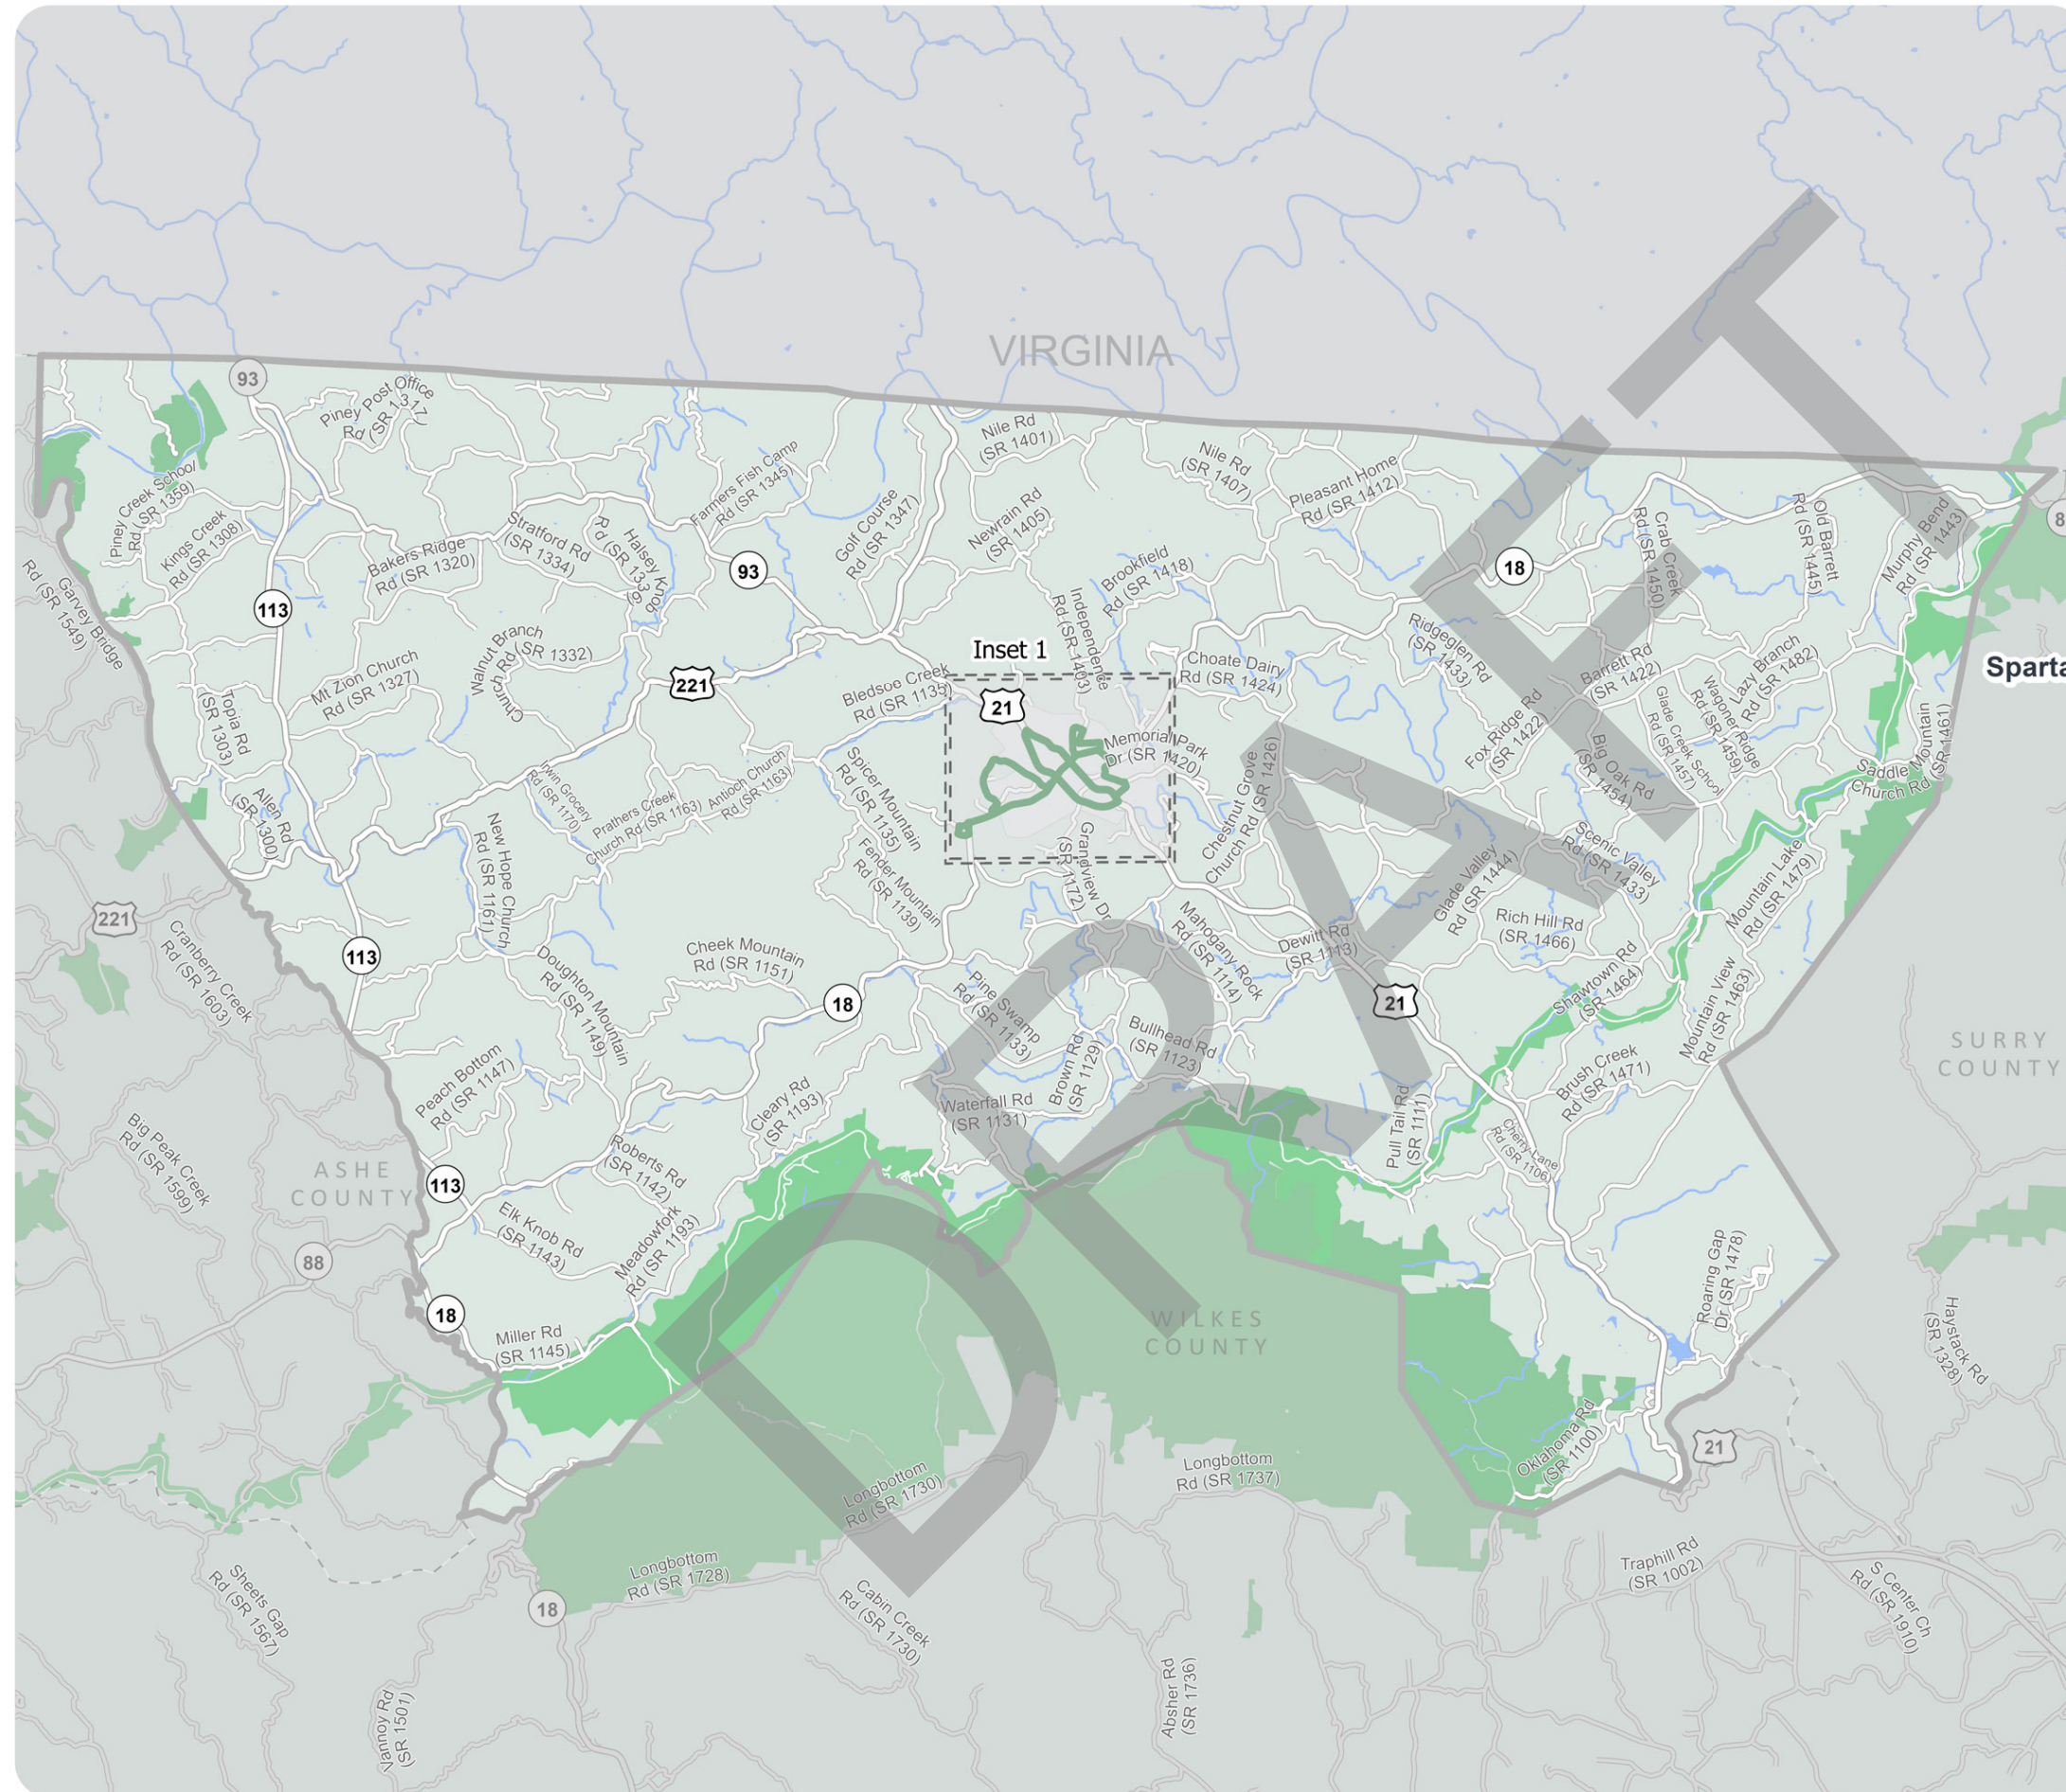 VIRGINIA
93
Piney Post Office
Rd (SR 1317)
Nile Rd
(SR 1401)
Nile Rd
(SR 1407)
Pleasant Home
Rd (SR 1412)
Farmers Fish Camp
Rd (SR 1345)
Piney Creek School
Rd (SR 1359)
Kings Creek
Rd (SR 1308)
Golf Course
Rd (SR 1347)
Newrain Rd
(SR 1405)
Crab Creek
Rd (SR 1450)
Old Barrett
Rd (SR 1445)
Murphy Bend
Rd (SR 1443)
8
Stratford Rd
(SR 1334)
Halsey Knob
Rd (SR 1339)
Bakers Ridge
Rd (SR 1320)
93
18
Brookfield
Rd (SR 1418)
Independence
Rd (SR 1403)
113
Garvey Bridge
Rd (SR 1549)
Walnut Branch
Church Rd (SR 1332)
Inset 1
Choate Dairy
Rd (SR 1424)
Ridgeglen Rd
(SR 1433)
Barrett Rd
(SR 1422)
Lazy Branch
Rd (SR 1482)
Sparta
Mt Zion Church
Rd (SR 1327)
221
Bledsoe Creek
Rd (SR 1135)
21
Topia Rd
(SR 1303)
Fox Ridge Rd
(SR 1422)
Glade Creek School
Rd (SR 1457)
Wagoner Ridge
Rd (SR 1459)
Memorial Park
Dr (SR 1420)
Big Oak Rd
(SR 1454)
Saddle Mountain
Church Rd (SR 1461)
Irwin Grocery
Rd (SR 1170)
Antioch Church
Rd (SR 1163)
Prathers Creek
Church Rd (SR 1163)
Spicer Mountain
Rd (SR 1135)
Allen Rd
(SR 1300)
Chestnut Grove
Church Rd (SR 1426)
Scenic Valley
Rd (SR 1433)
Glade Valley
Rd (SR 1444)
Mountain Lake
Rd (SR 1479)
New Hope Church
Rd (SR 1161)
Fender Mountain
Rd (SR 1139)
Grandview Dr
(SR 1172)
221
Cranberry Creek
Rd (SR 1603)
113
Doughton Mountain
Rd (SR 1149)
Cheek Mountain
Rd (SR 1151)
Mahogany Rock
Rd (SR 1114)
Dewitt Rd
(SR 1113)
Rich Hill Rd
(SR 1466)
18
21
Pine Swamp
Rd (SR 1133)
Shawtown Rd
(SR 1464)
Mountain View
Rd (SR 1463)
SURRY
COUNTY
Bullhead Rd
(SR 1123)
Brown Rd
(SR 1129)
Peach Bottom
Rd (SR 1147)
Cleary Rd
(SR 1193)
Waterfall Rd
(SR 1131)
Brush Creek
Rd (SR 1471)
Pull Tail Rd
(SR 1111)
Cherry Lane
Rd (SR 1106)
Big Peak Creek
Rd (SR 1599)
ASHE
COUNTY
113
Roberts Rd
(SR 1142)
Elk Knob Rd
(SR 1143)
Meadowfork
Rd (SR 1193)
88
18
Miller Rd
(SR 1145)
WILKES
COUNTY
Roaring Gap
Dr (SR 1478)
Haystack Rd
(SR 1328)
Oklahoma Rd
(SR 1100)
21
Longbottom
Rd (SR 1730)
Longbottom
Rd (SR 1737)
Longbottom
Rd (SR 1728)
Traphill Rd
(SR 1002)
S Center Ch
Rd (SR 1910)
Sheets Gap
Rd (SR 1567)
18
Cabin Creek
Rd (SR 1730)
Vannoy Rd
(SR 1501)
Absher Rd
(SR 1736)
DRAFT